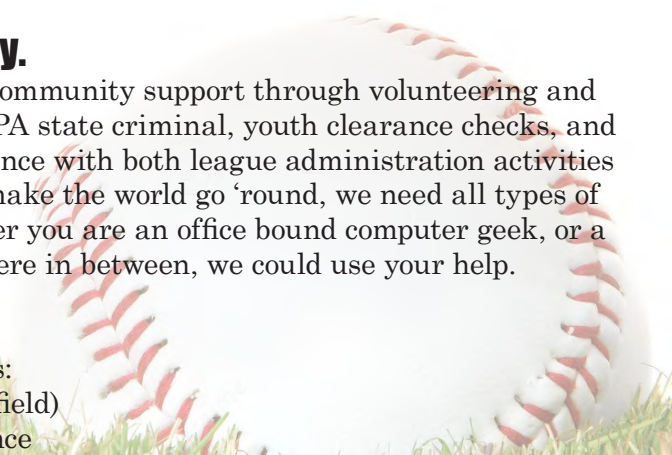 y.
ommunity support through volunteering and
PA state criminal, youth clearance checks, and
nce with both league administration activities
make the world go ‘round, we need all types of
er you are an office bound computer geek, or a
ere in between, we could use your help.
s:
field)
nce